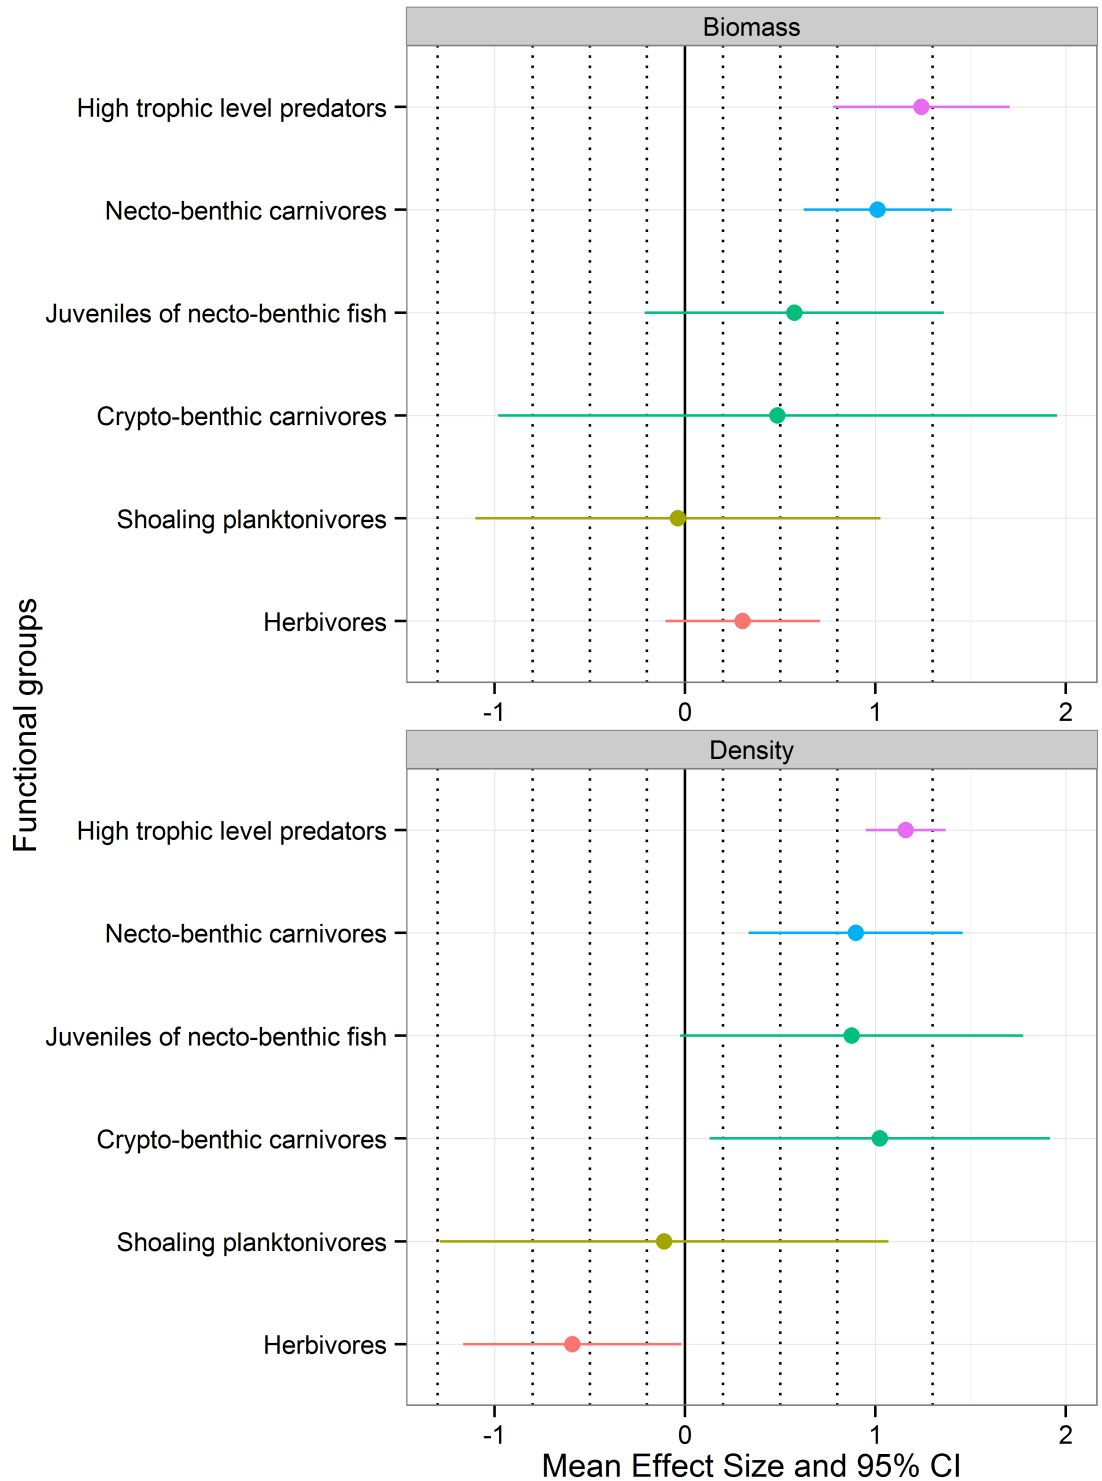 Biomass
High trophic level predators
Necto-benthic carnivores
Juveniles of necto-benthic fish
Crypto-benthic carnivores
Shoaling planktonivores
Herbivores
-1 0 1 2
Functional groups
Density
High trophic level predators
Necto-benthic carnivores
Juveniles of necto-benthic fish
Crypto-benthic carnivores
Shoaling planktonivores
Herbivores
-1 0 1 2
Mean Effect Size and 95% CI